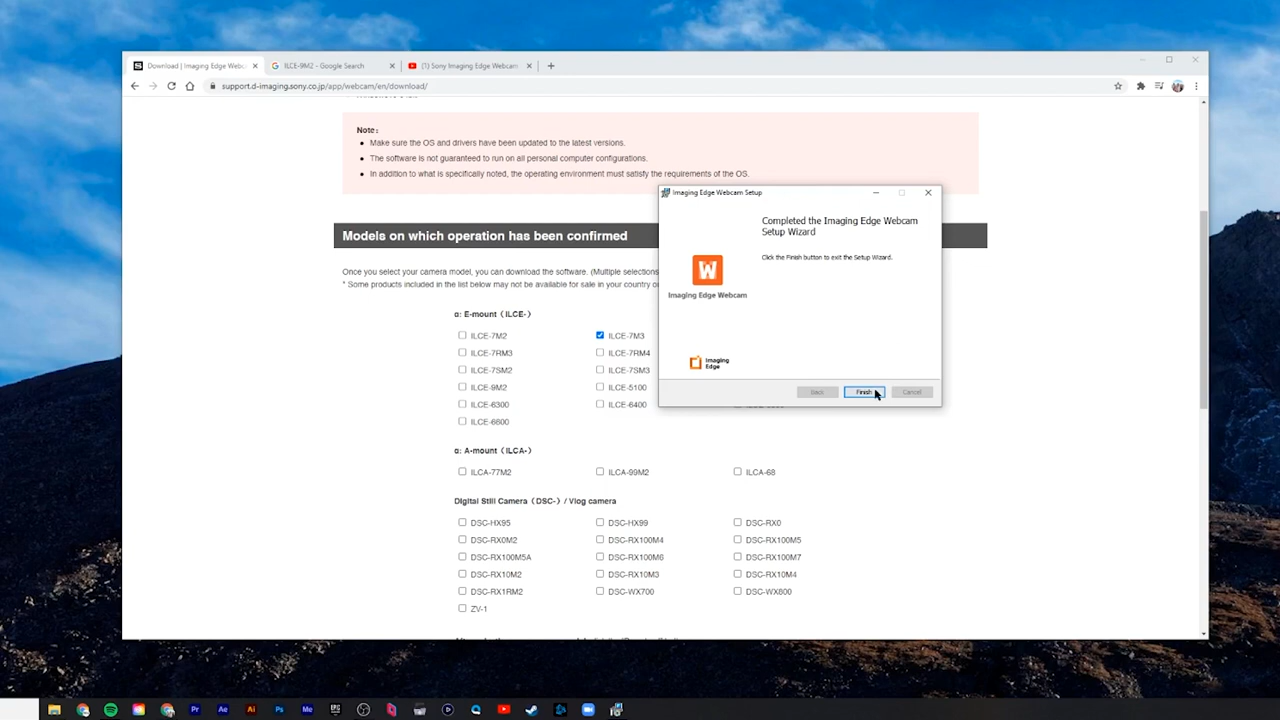 Download | Imaging Edge Webc
ILCE-9M2 - Google Search
(1) Sony Imaging Edge Webcam
support.d-imaging.sony.co.jp/app/webcam/en/download/
Note:
Make sure the OS and drivers have been updated to the latest versions.
The software is not guaranteed to run on all personal computer configurations.
In addition to what is specifically noted, the operating environment must satisfy the requirements of the OS.
Models on which operation has been confirmed
Once you select your camera model, you can download the software. (Multiple selections
* Some products included in the list below may not be available for sale in your country o
α: E-mount (ILCE-)
ILCE-7M2 ILCE-7M3
ILCE-7RM3 ILCE-7RM4
ILCE-7SM2 ILCE-7SM3
ILCE-9M2 ILCE-5100
ILCE-6300 ILCE-6400
ILCE-6600
α: A-mount (ILCA-)
ILCA-77M2 ILCA-99M2 ILCA-68
Digital Still Camera (DSC-) / Vlog camera
DSC-HX95 DSC-HX99 DSC-RX0
DSC-RX0M2 DSC-RX100M4 DSC-RX100M5
DSC-RX100M5A DSC-RX100M6 DSC-RX100M7
DSC-RX10M2 DSC-RX10M3 DSC-RX10M4
DSC-RX1RM2 DSC-WX700 DSC-WX800
ZV-1
Imaging Edge Webcam Setup
Completed the Imaging Edge Webcam
Setup Wizard
Click the Finish button to exit the Setup Wizard.
W
Imaging Edge Webcam
Imaging
Edge
Back Finish Cancel
Pr Ae Ai Ps Me